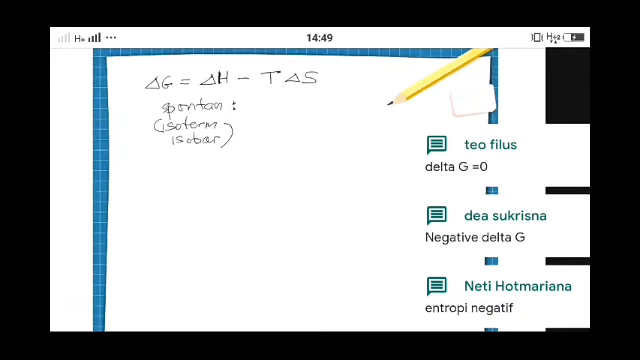 H+
14:49
ΔG = ΔH − TΔS
spontan :
(isoterm
isobar)
teo filus
delta G =0
dea sukrisna
Negative delta G
Neti Hotmariana
entropi negatif